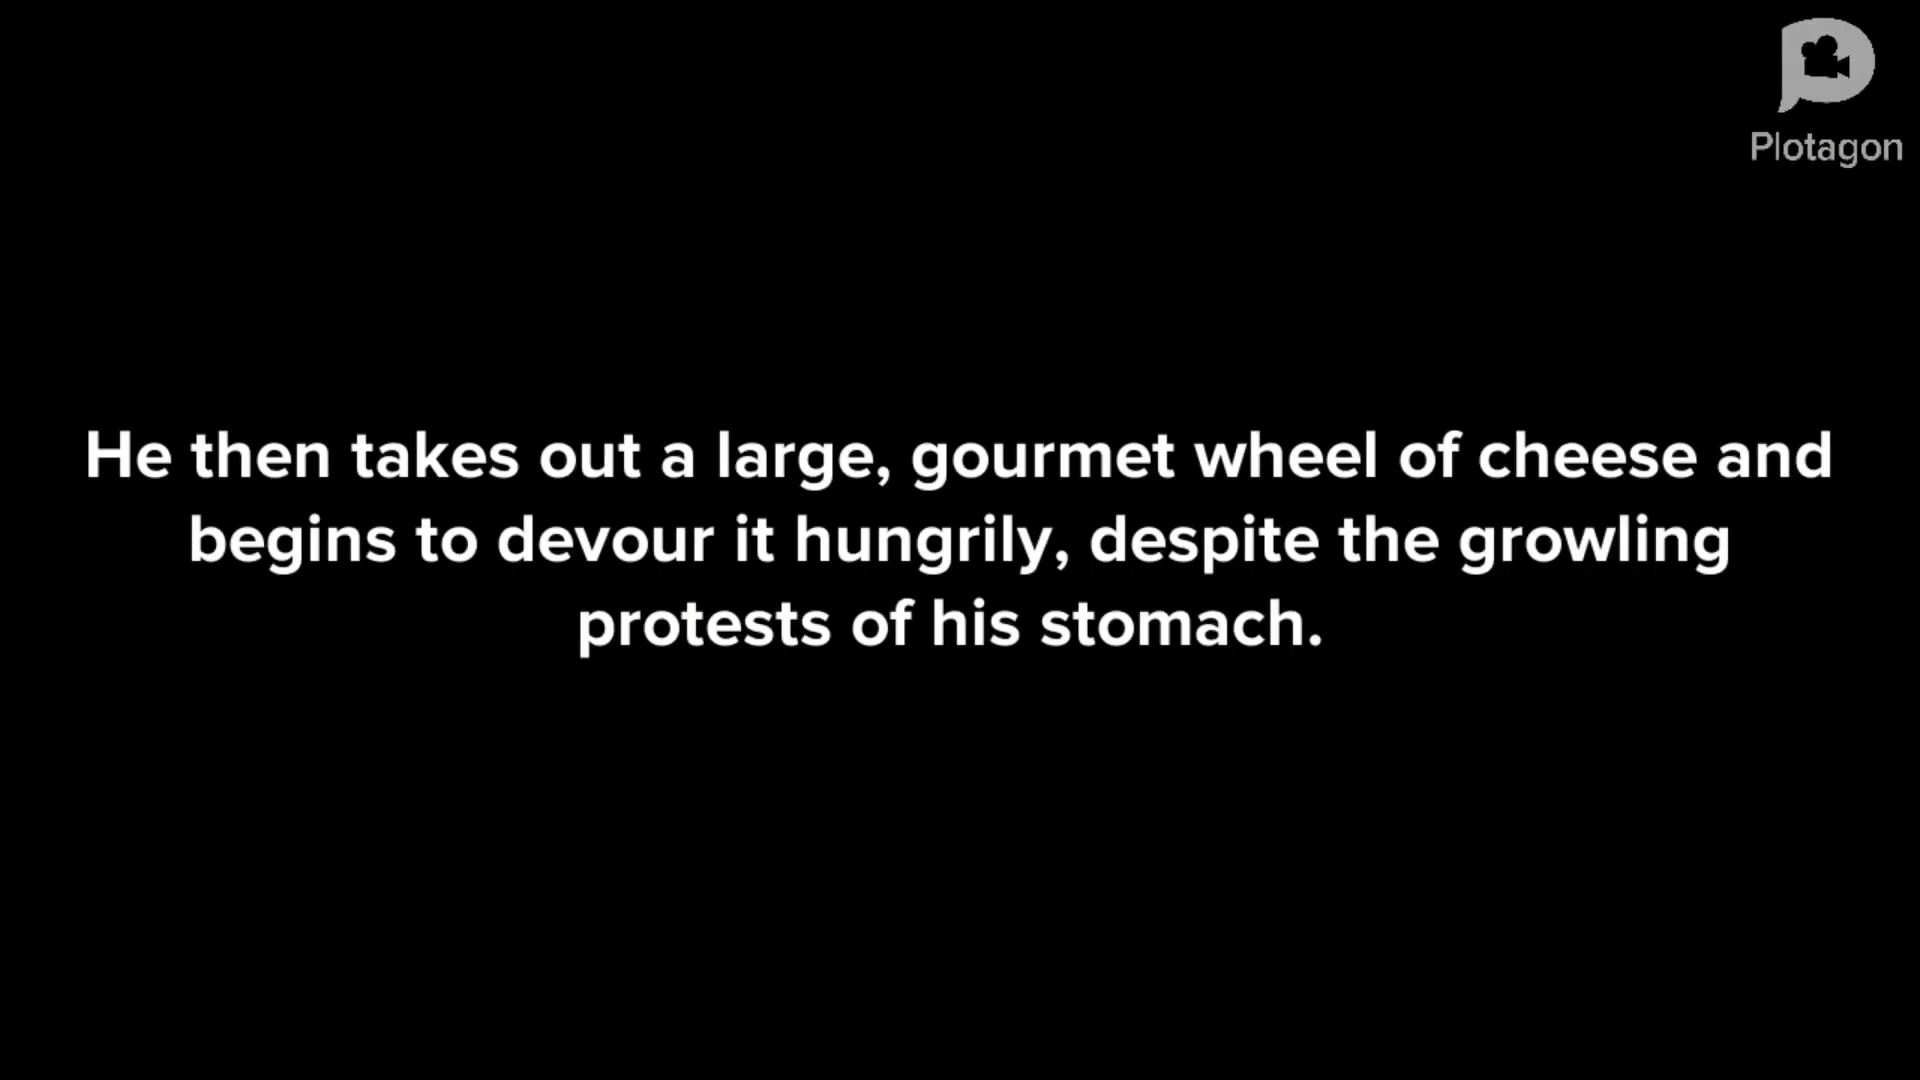 Plotagon
He then takes out a large, gourmet wheel of cheese and
begins to devour it hungrily, despite the growling
protests of his stomach.